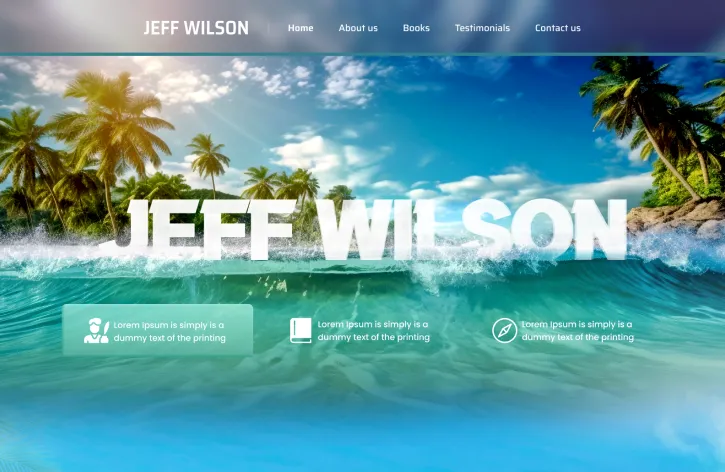 JEFF WILSON
Home
About us
Books
Testimonials
Contact us
JEFF WILSON
Lorem Ipsum is simply is a
dummy text of the printing
Lorem Ipsum is simply is a
dummy text of the printing
Lorem Ipsum is simply is a
dummy text of the printing